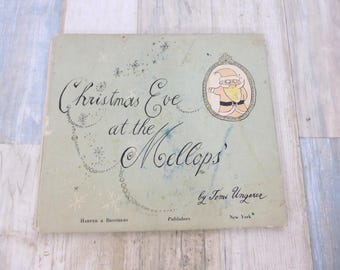 Christmas Eve
at the
Mellops'
by Tomi Ungerer
Harper & Brothers Publishers New York